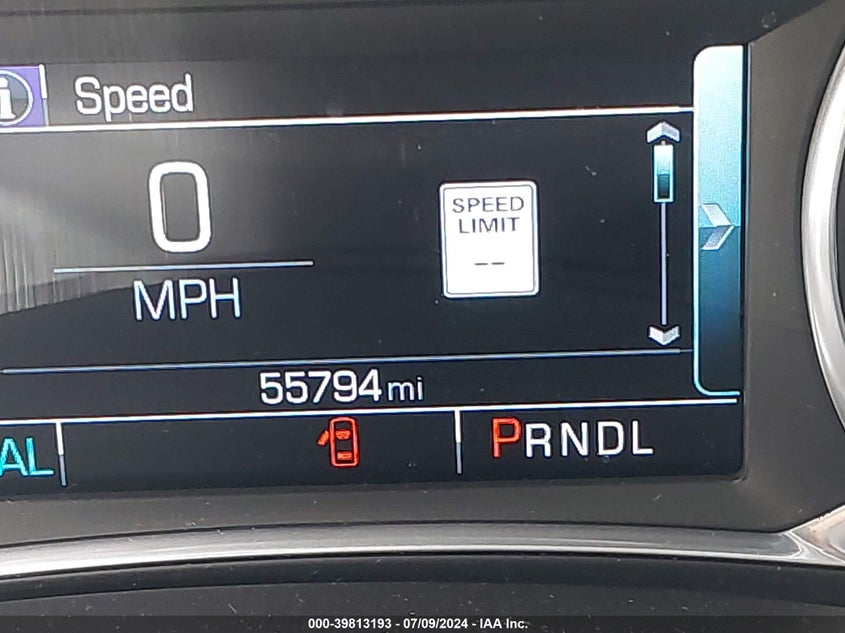 i Speed
0
MPH
SPEED
LIMIT
--
55794 mi
AL
PRNDL
000-39813193 - 07/09/2024 - IAA Inc.